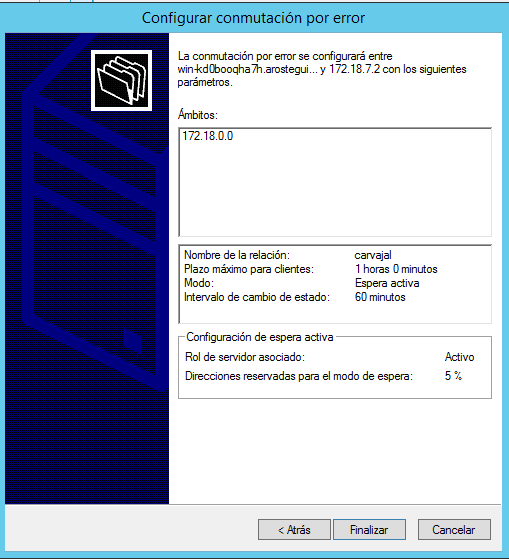 Configurar conmutación por error
La conmutación por error se configurará entre
win-kd0booqha7h.arostegui... y 172.18.7.2 con los siguientes
parámetros.
Ámbitos:
172.18.0.0
Nombre de la relación: carvajal
Plazo máximo para clientes: 1 horas 0 minutos
Modo: Espera activa
Intervalo de cambio de estado: 60 minutos
Configuración de espera activa
Rol de servidor asociado: Activo
Direcciones reservadas para el modo de espera: 5 %
< Atrás Finalizar Cancelar